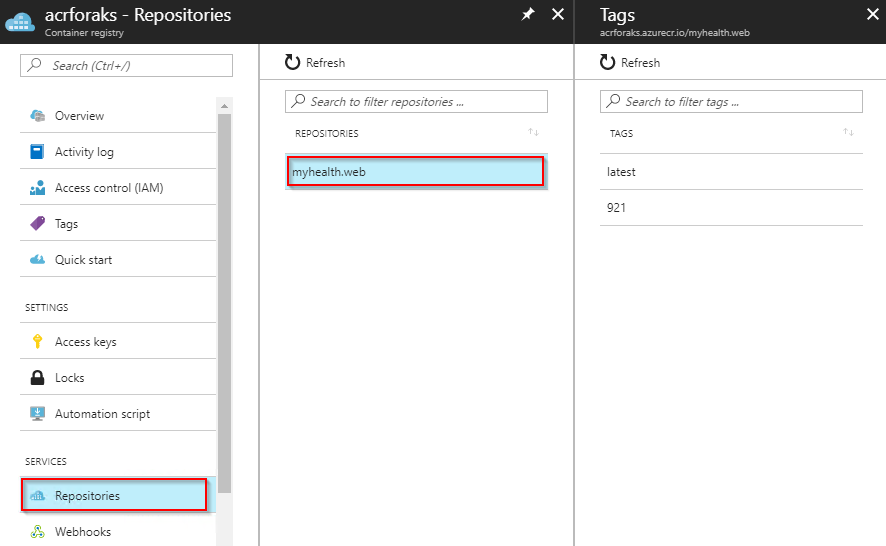 acrforaks - Repositories
Container registry
Search (Ctrl+/)
Overview
Activity log
Access control (IAM)
Tags
Quick start
SETTINGS
Access keys
Locks
Automation script
SERVICES
Repositories
Webhooks
Refresh
Search to filter repositories ...
REPOSITORIES
myhealth.web
Tags
acrforaks.azurecr.io/myhealth.web
Refresh
Search to filter tags ...
TAGS
latest
921